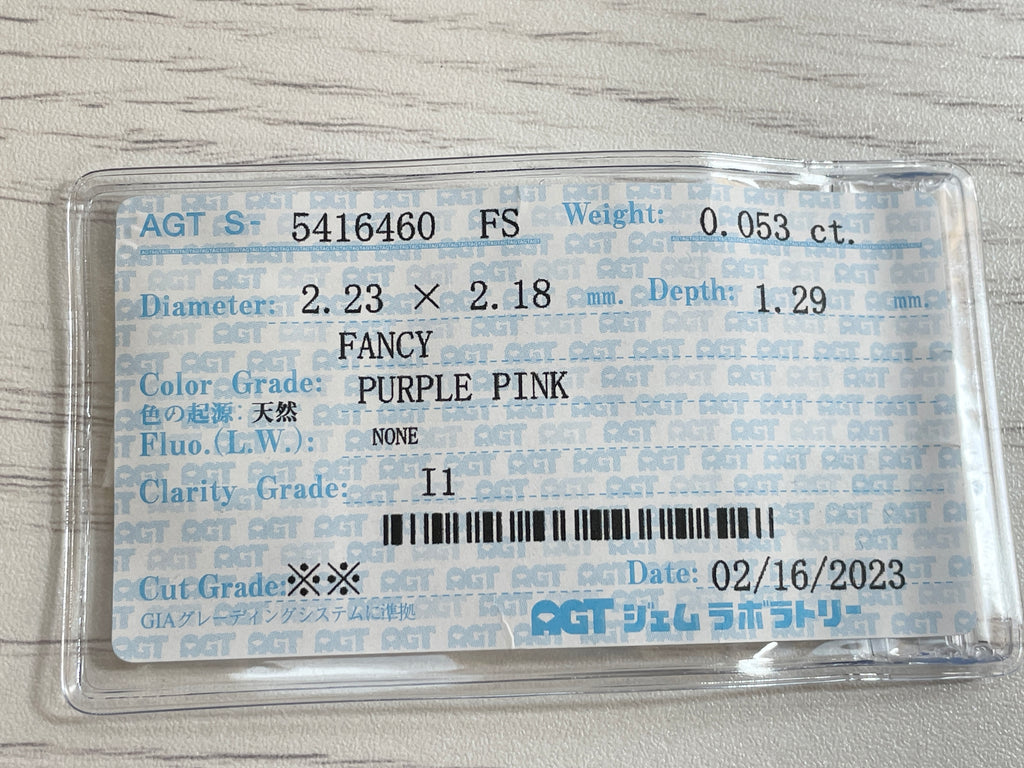 AGT S- 5416460 FS Weight: 0.053 ct.
Diameter: 2.23 × 2.18 mm. Depth: 1.29 mm.
FANCY
Color Grade: PURPLE PINK
色の起源: 天然
Fluo.(L.W.): NONE
Clarity Grade: I1
Cut Grade:※※ Date: 02/16/2023
GIAグレーディングシステムに準拠
AGT ジェムラボラトリー